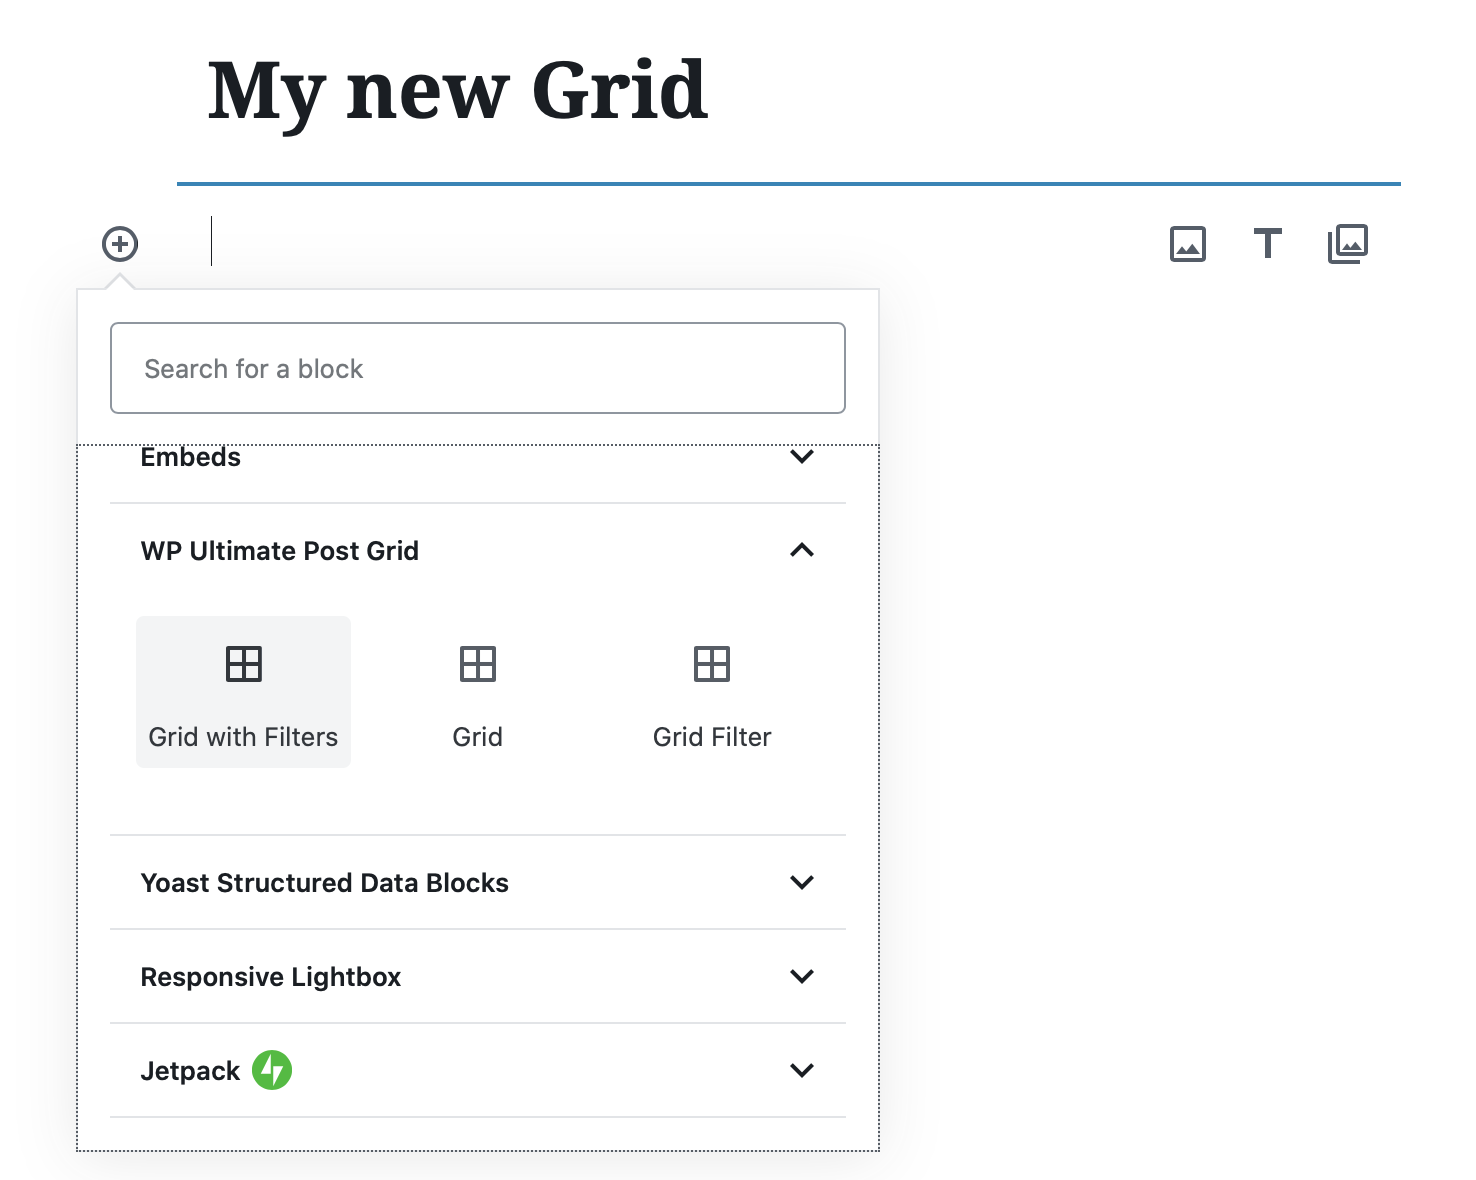 My new Grid
Search for a block
Embeds
WP Ultimate Post Grid
Grid with Filters
Grid
Grid Filter
Yoast Structured Data Blocks
Responsive Lightbox
Jetpack